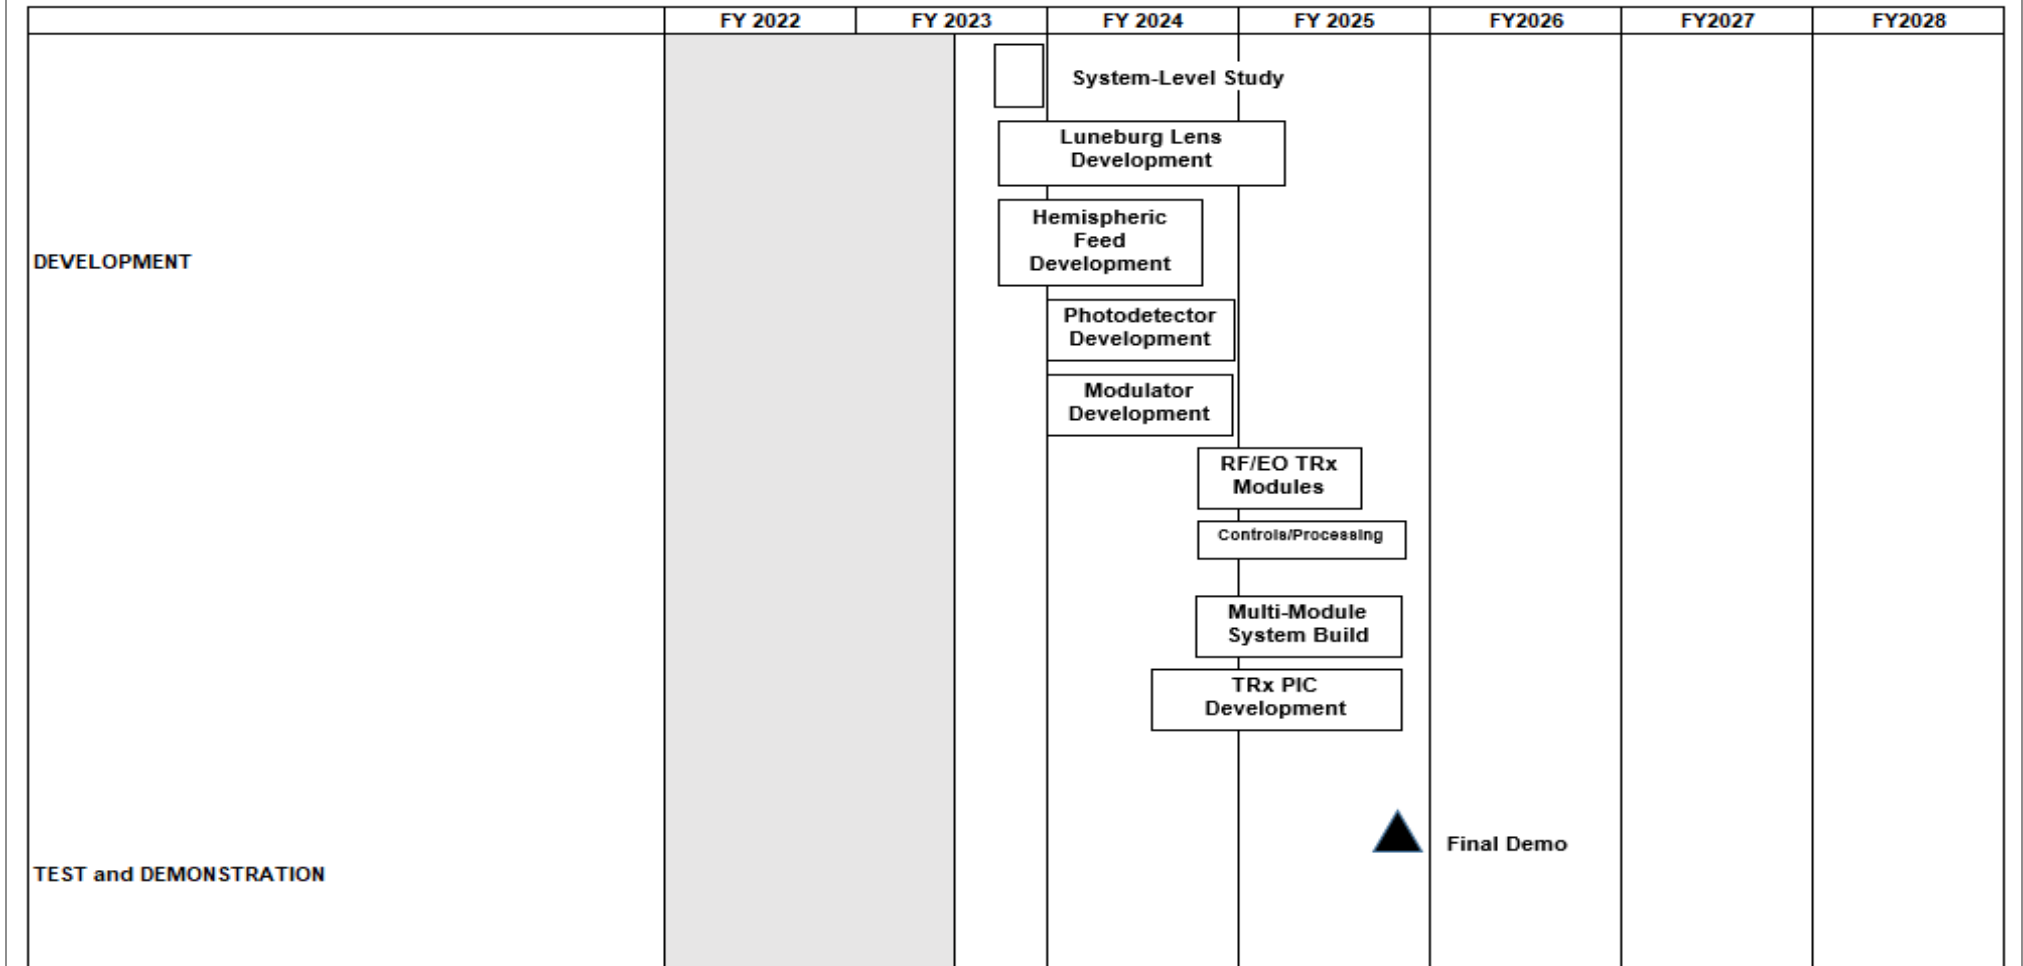 FY 2022 FY 2023 FY 2024 FY 2025 FY2026 FY2027 FY2028
System-Level Study
Luneburg Lens
Development
Hemispheric
Feed
Development
DEVELOPMENT
Photodetector
Development
Modulator
Development
RF/EO TRx
Modules
Controls/Processing
Multi-Module
System Build
TRx PIC
Development
Final Demo
TEST and DEMONSTRATION